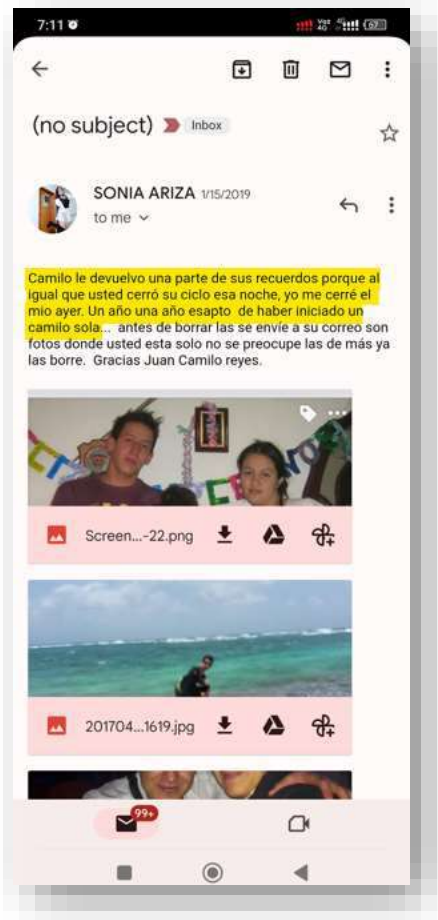 7:11
Vo) 4G
4G
62
(no subject) Inbox
SONIA ARIZA 1/15/2019
to me
Camilo le devuelvo una parte de sus recuerdos porque al
igual que usted cerró su ciclo esa noche, yo me cerré el
mio ayer. Un año una año esapto de haber iniciado un
camilo sola... antes de borrar las se envíe a su correo son
fotos donde usted esta solo no se preocupe las de más ya
las borre. Gracias Juan Camilo reyes.
Screen...-22.png
201704...1619.jpg
99+